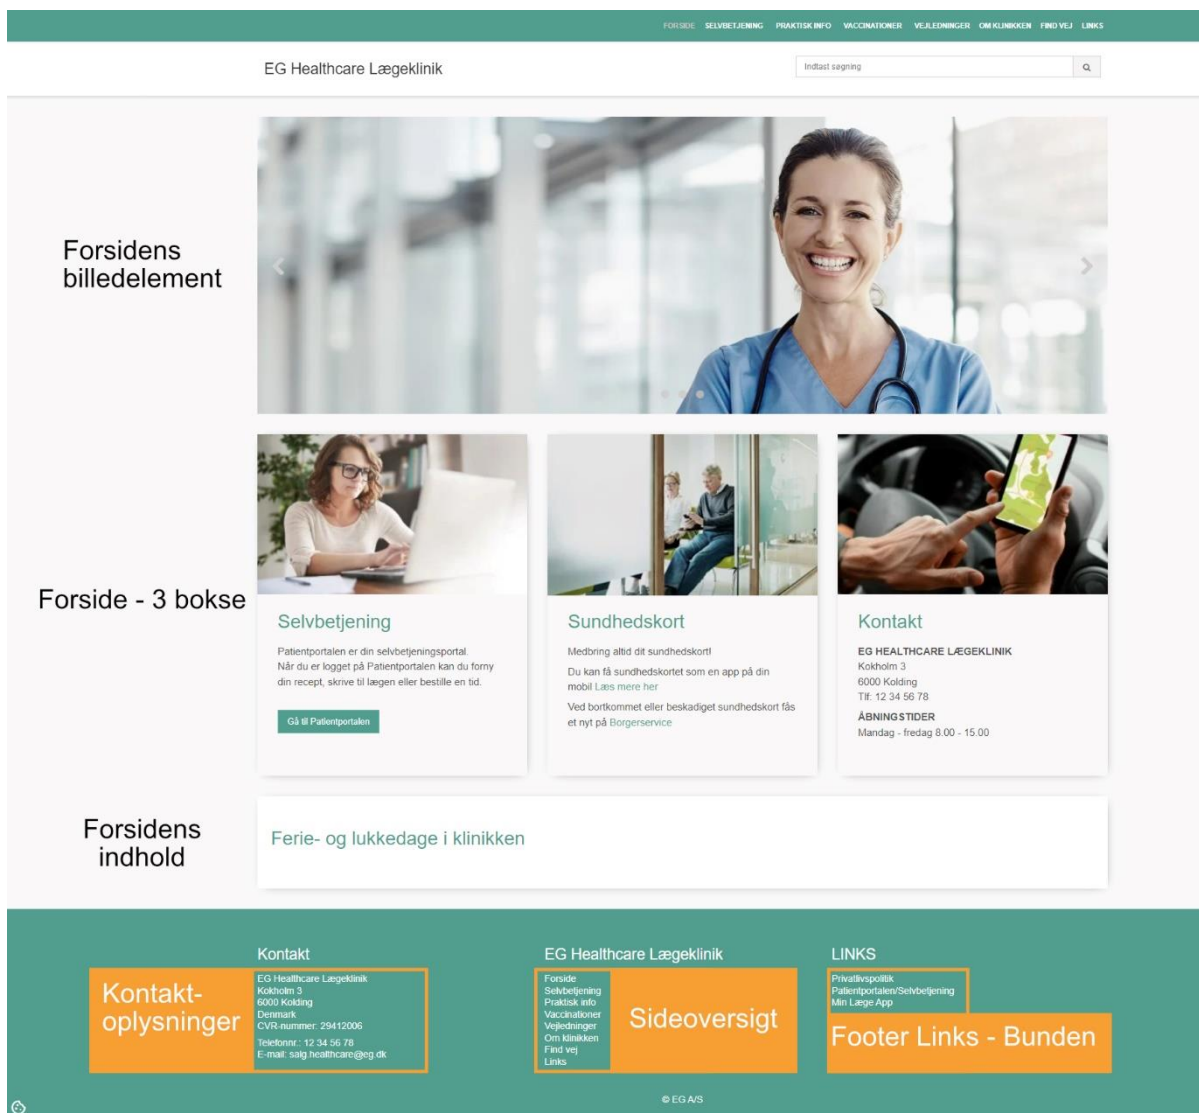 FORSIDE SELVBETJENING PRAKTISK INFO VACCINATIONER VEJLEDNINGER OM KLINIKKEN FIND VEJ LINKS
EG Healthcare Lægeklinik
Indtast søgning
Forsidens
billedelement
Forside - 3 bokse
Selvbetjening
Patientportalen er din selvbetjeningsportal.
Når du er logget på Patientportalen kan du forny
din recept, skrive til lægen eller bestille en tid.
Gå til Patientportalen
Sundhedskort
Medbring altid dit sundhedskort!
Du kan få sundhedskortet som en app på din
mobil Læs mere her
Ved bortkommet eller beskadiget sundhedskort fås
et nyt på Borgerservice
Kontakt
EG HEALTHCARE LÆGEKLINIK
Kokholm 3
6000 Kolding
Tlf: 12 34 56 78
ÅBNINGSTIDER
Mandag - fredag 8.00 - 15.00
Forsidens
indhold
Ferie- og lukkedage i klinikken
Kontakt
Kontakt-
oplysninger
EG Healthcare Lægeklinik
Kokholm 3
6000 Kolding
Denmark
CVR-nummer: 29412006
Telefonnr.: 12 34 56 78
E-mail: salg.healthcare@eg.dk
EG Healthcare Lægeklinik
Forside
Selvbetjening
Praktisk info
Vaccinationer
Vejledninger
Om klinikken
Find vej
Links
Sideoversigt
LINKS
Privatlivspolitik
Patientportalen/Selvbetjening
Min Læge App
Footer Links - Bunden
© EG A/S